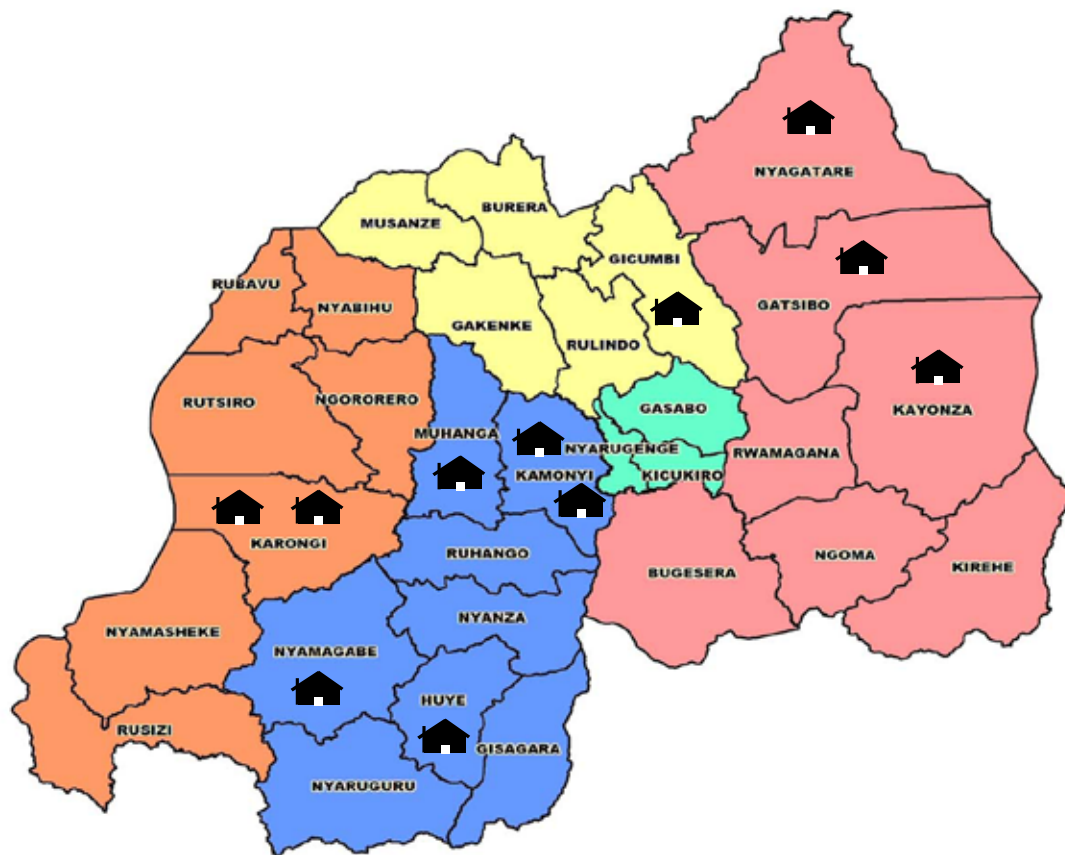 NYAGATARE
BURERA
MUSANZE
GICUMBI
RUBAVU
NYABIHU
GATSIBO
GAKENKE
RULINDO
RUTSIRO
NGORORERO
GASABO
KAYONZA
MUHANGA
NYARUGENGE
RWAMAGANA
KAMONYI
KICUKIRO
KARONGI
RUHANGO
NGOMA
KIREHE
BUGESERA
NYANZA
NYAMASHEKE
NYAMAGABE
HUYE
RUSIZI
GISAGARA
NYARUGURU